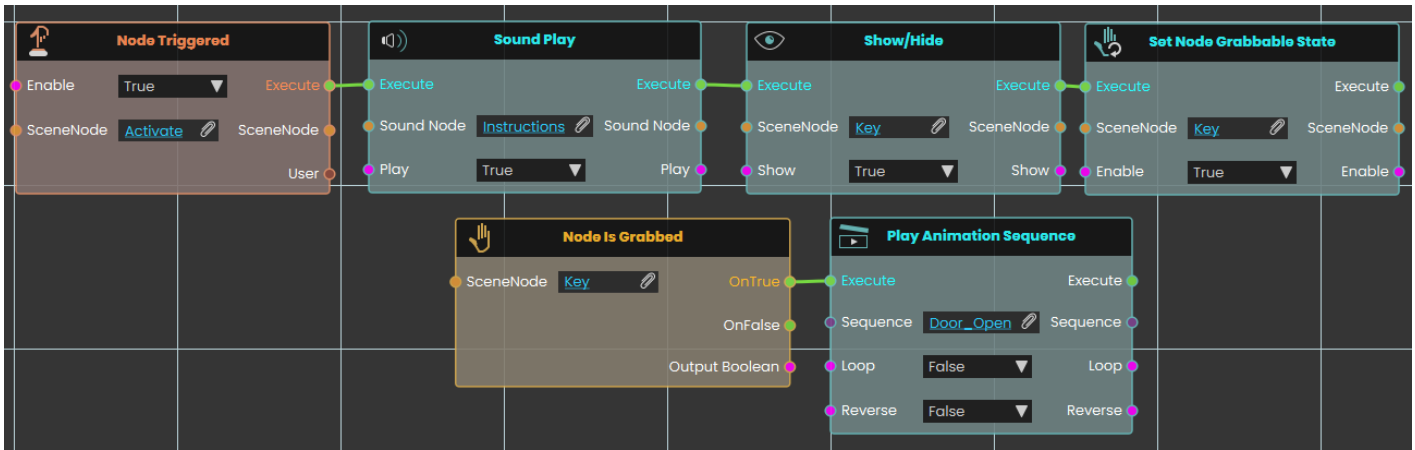 Node Triggered
Enable True Execute
SceneNode Activate SceneNode
User
Sound Play
Execute Execute
Sound Node Instructions Sound Node
Play True Play
Show/Hide
Execute Execute
SceneNode Key SceneNode
Show True Show
Set Node Grabbable State
Execute Execute
SceneNode Key SceneNode
Enable True Enable
Node Is Grabbed
SceneNode Key OnTrue
OnFalse
Output Boolean
Play Animation Sequence
Execute Execute
Sequence Door_Open Sequence
Loop False Loop
Reverse False Reverse